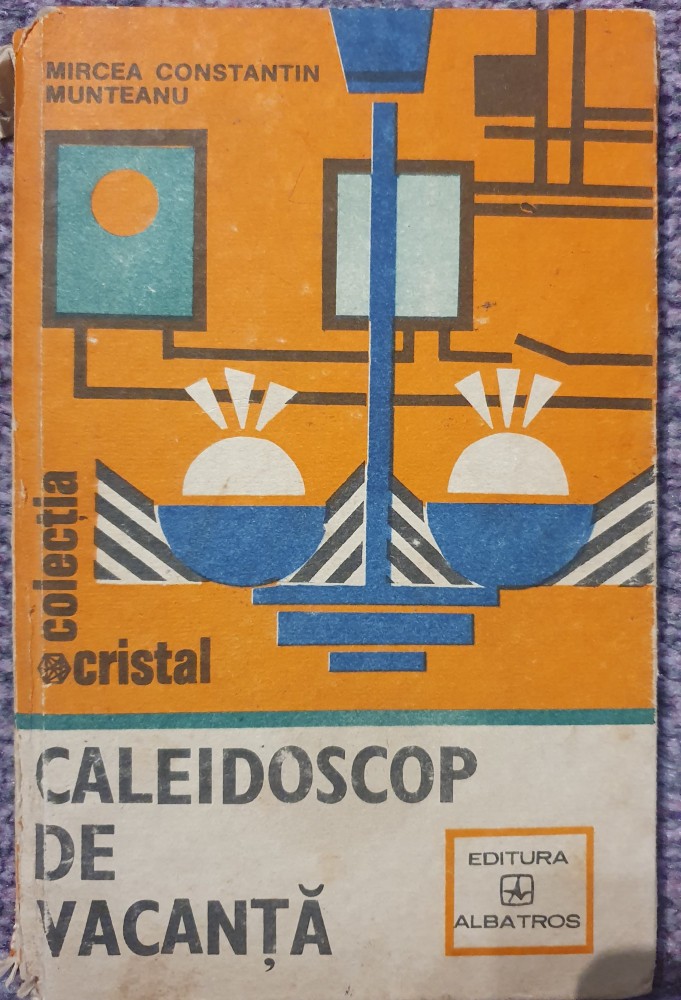 MIRCEA CONSTANTIN
MUNTEANU
colecția
cristal
CALEIDOSCOP
DE
VACANȚĂ
EDITURA
ALBATROS